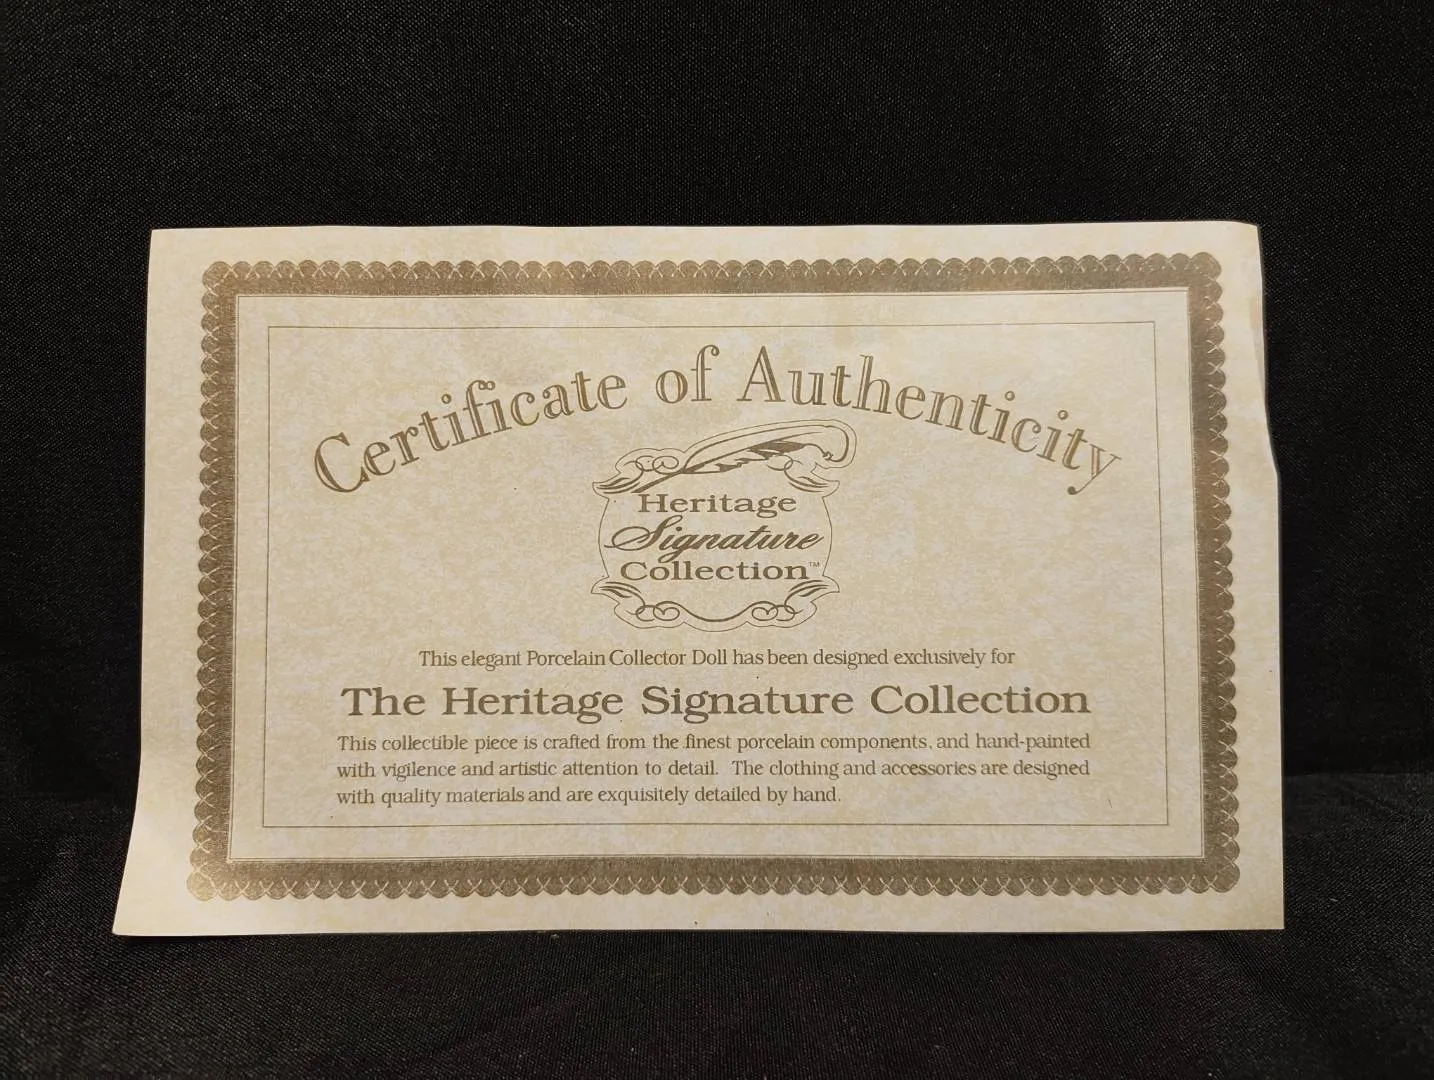 Certificate of Authenticity
Heritage
Signature
Collection™
This elegant Porcelain Collector Doll has been designed exclusively for
The Heritage Signature Collection
This collectible piece is crafted from the finest porcelain components, and hand-painted
with vigilence and artistic attention to detail. The clothing and accessories are designed
with quality materials and are exquisitely detailed by hand.